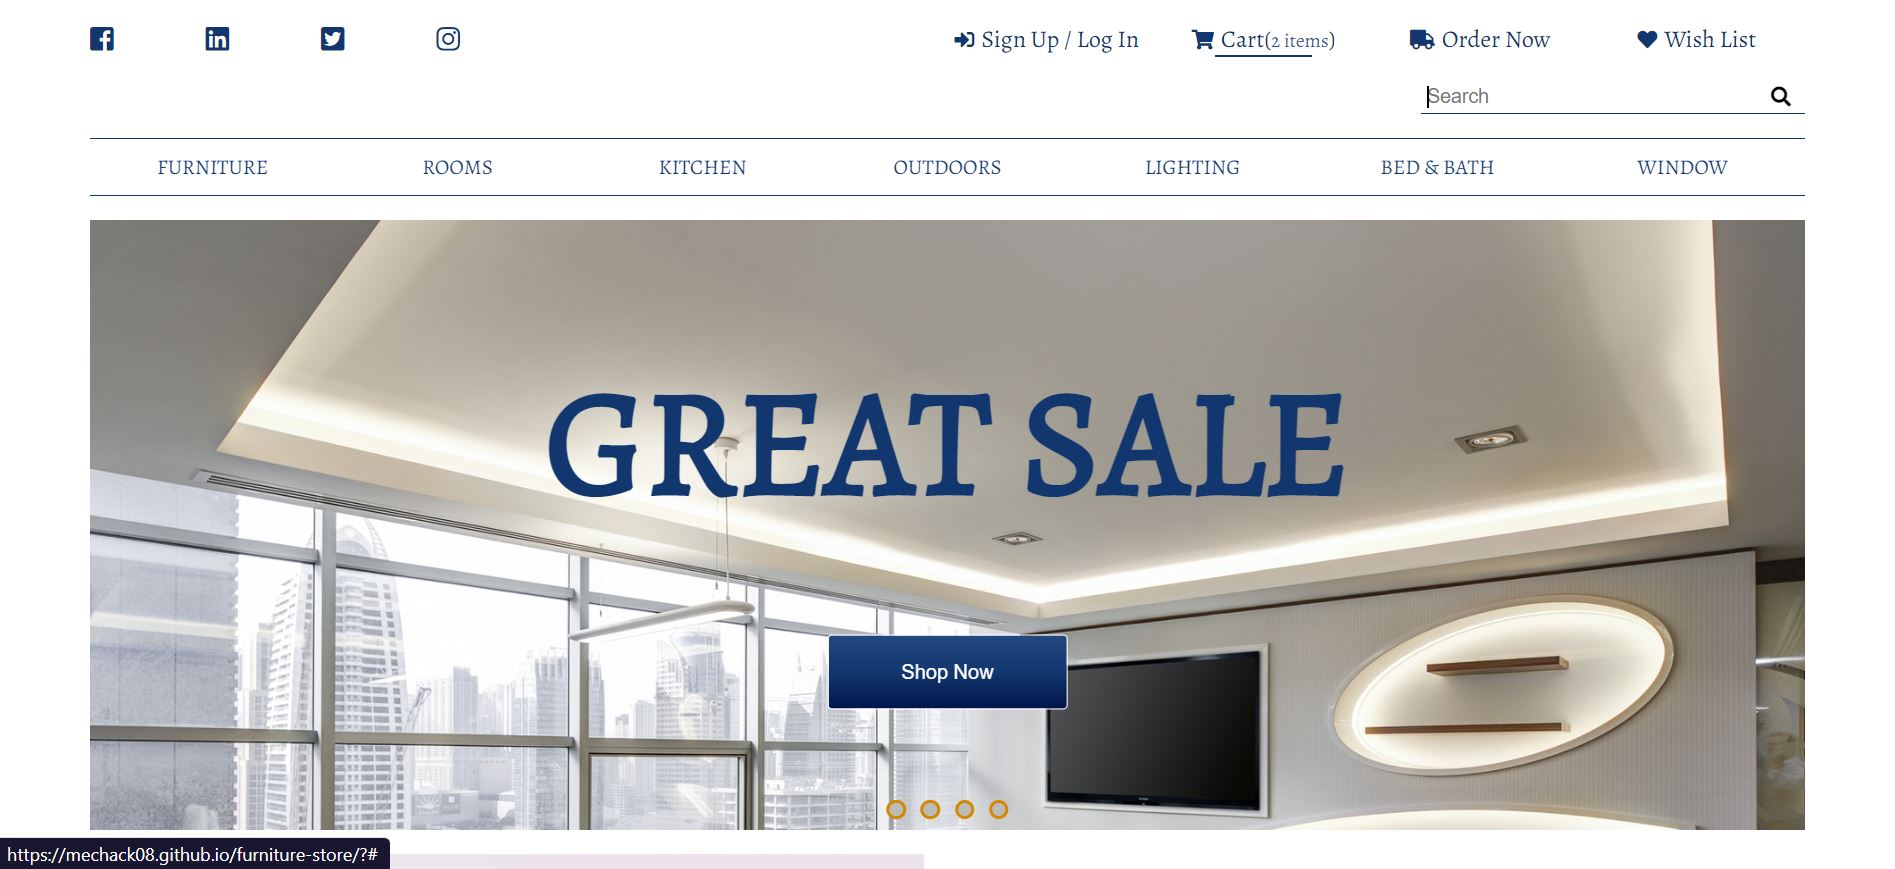 Sign Up / Log In
Cart(2 items)
Order Now
Wish List
Search
FURNITURE
ROOMS
KITCHEN
OUTDOORS
LIGHTING
BED & BATH
WINDOW
GREAT SALE
Shop Now
https://mechack08.github.io/furniture-store/?#